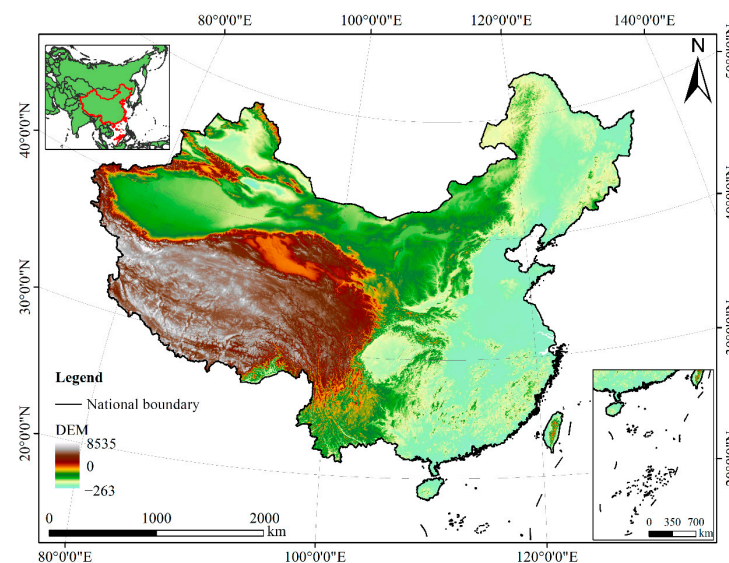 80°0'0"E 100°0'0"E 120°0'0"E 140°0'0"E
N
40°0'0"N
30°0'0"N
20°0'0"N
Legend
National boundary
DEM
8535
0
−263
0 1000 2000
km
0 350 700
km
80°0'0"E 100°0'0"E 120°0'0"E